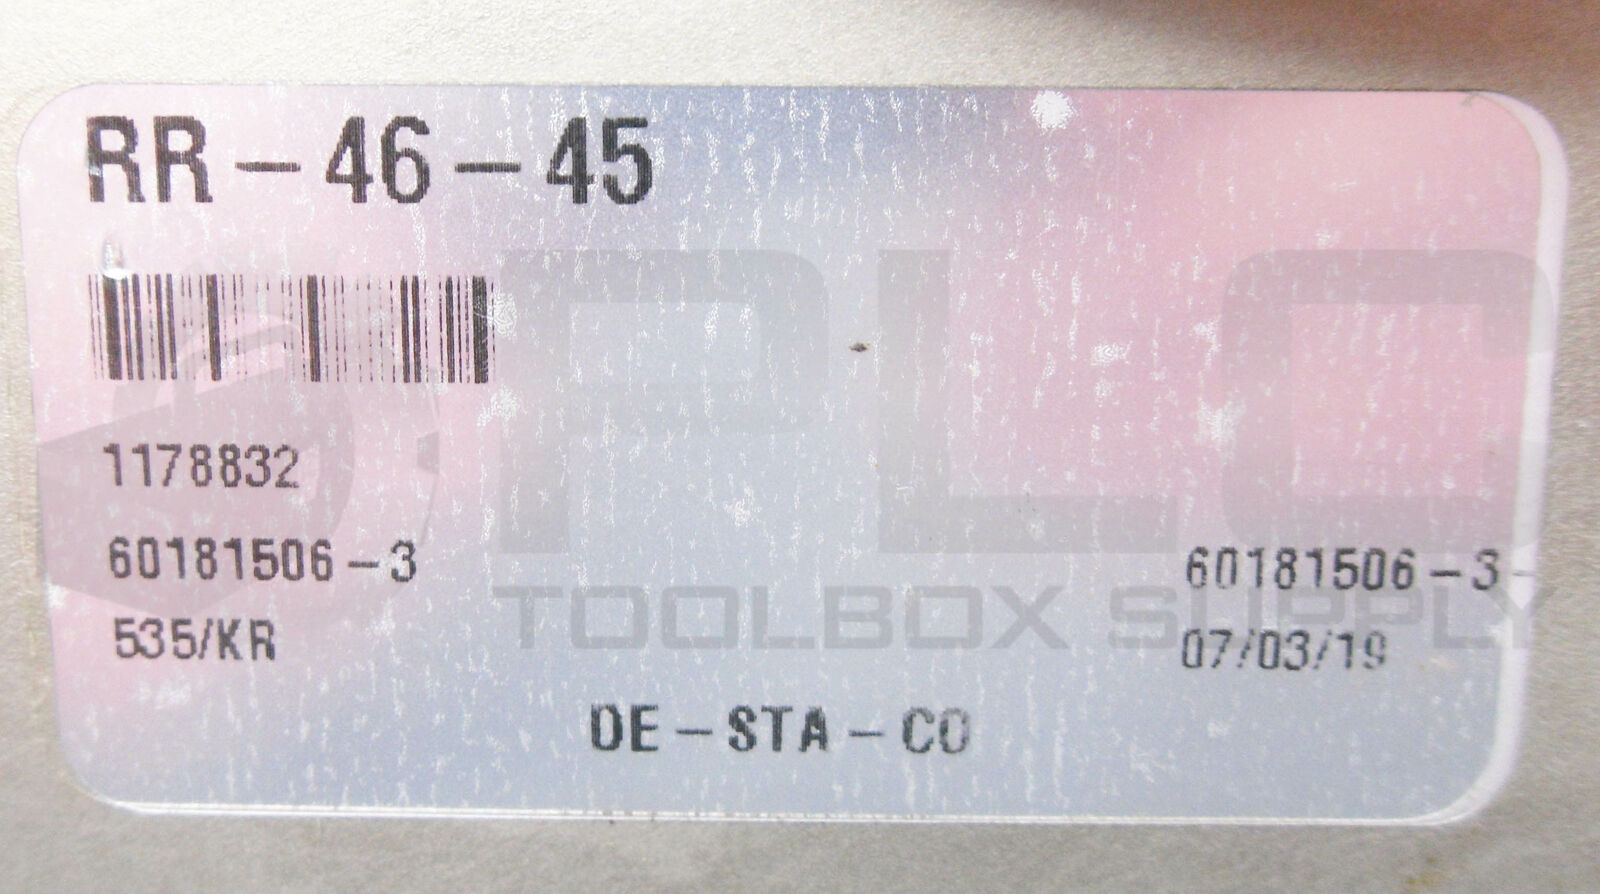 RR-46-45
1178832
60181506-3
535/KR
60181506-3-
07/03/19
DE-STA-CO
PLC
TOOLBOX SUPPLY